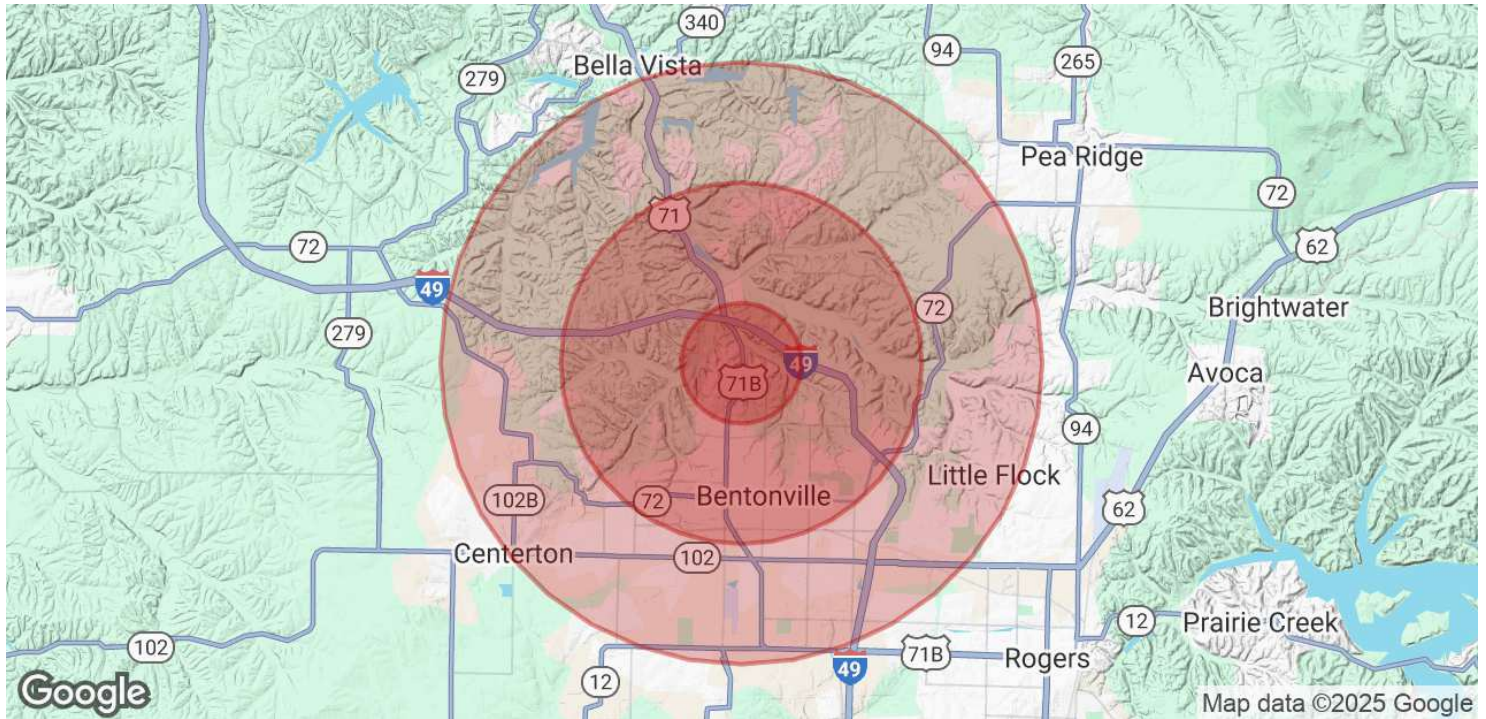 340
94
265
Bella Vista
279
Pea Ridge
72
71
72
62
49
72
Brightwater
279
49
71B
Avoca
94
Little Flock
102B
72
Bentonville
62
Centerton
102
12
Prairie Creek
102
71B
Rogers
49
12
Google
Map data ©2025 Google